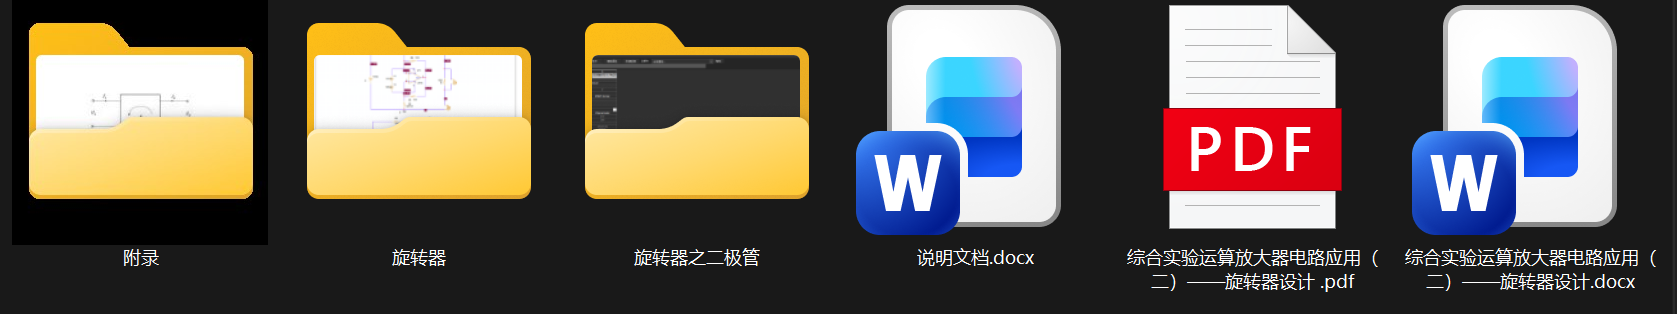 W
PDF
W
附录
旋转器
旋转器之二极管
说明文档.docx
综合实验运算放大器电路应用（
二）——旋转器设计 .pdf
综合实验运算放大器电路应用（
二）——旋转器设计.docx